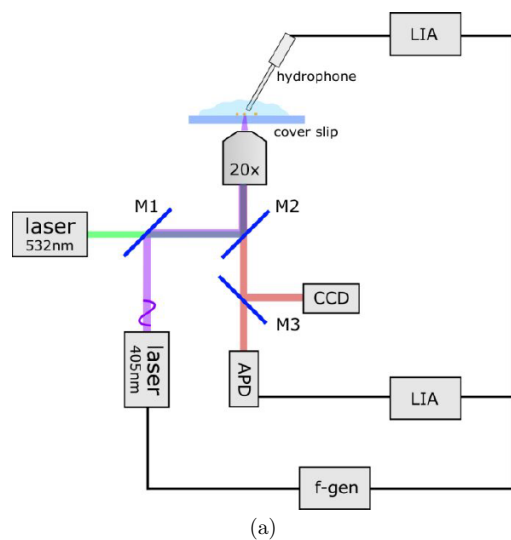 LIA
hydrophone
cover slip
20x
M1
M2
laser
532nm
CCD
M3
laser
405nm
APD
LIA
f-gen
(a)